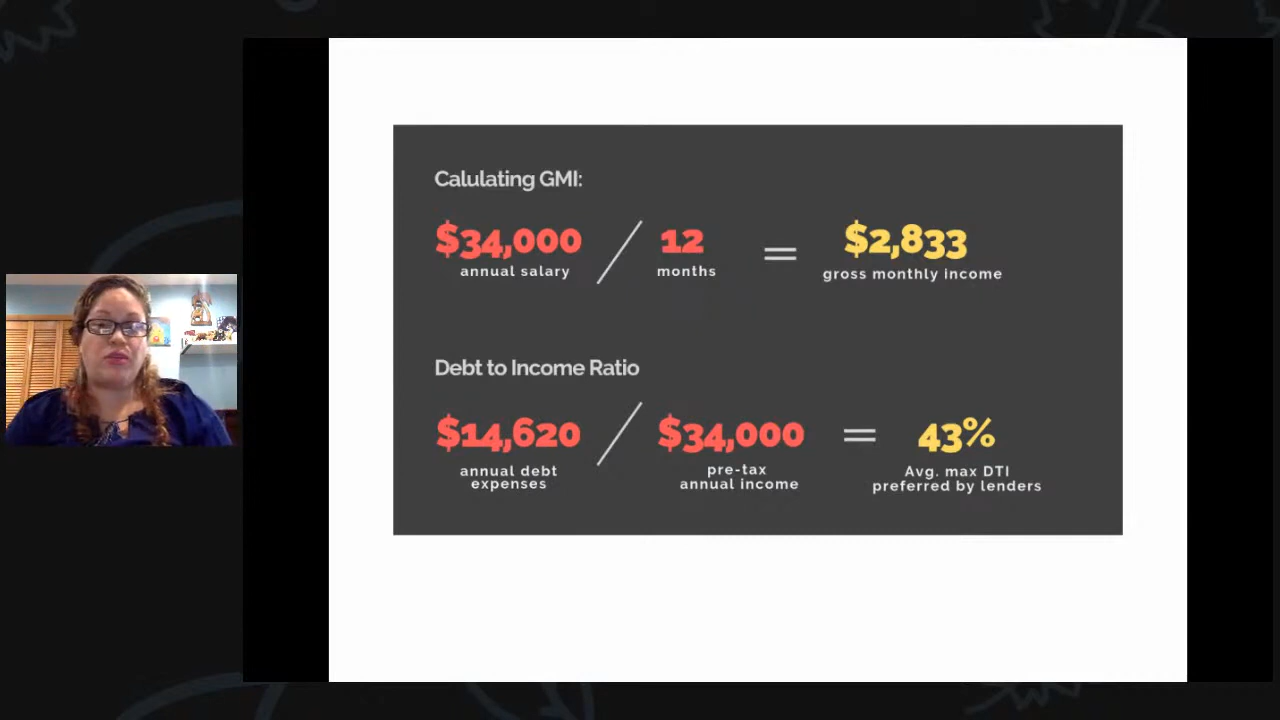 Calulating GMI:
$34,000 / 12 = $2,833
annual salary months gross monthly income
Debt to Income Ratio
$14,620 / $34,000 = 43%
annual debt pre-tax Avg. max DTI
expenses annual income preferred by lenders